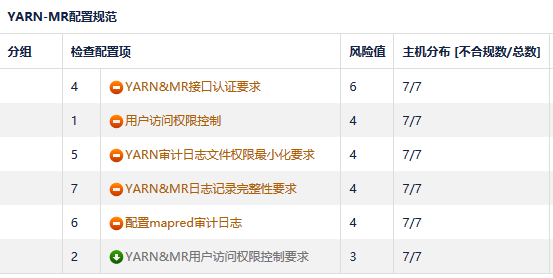 YARN-MR配置规范
分组 检查配置项 风险值 主机分布 [不合规数/总数]
4 YARN&MR接口认证要求 6 7/7
1 用户访问权限控制 4 7/7
5 YARN审计日志文件权限最小化要求 4 7/7
7 YARN&MR日志记录完整性要求 4 7/7
6 配置mapred审计日志 4 7/7
2 YARN&MR用户访问权限控制要求 3 7/7